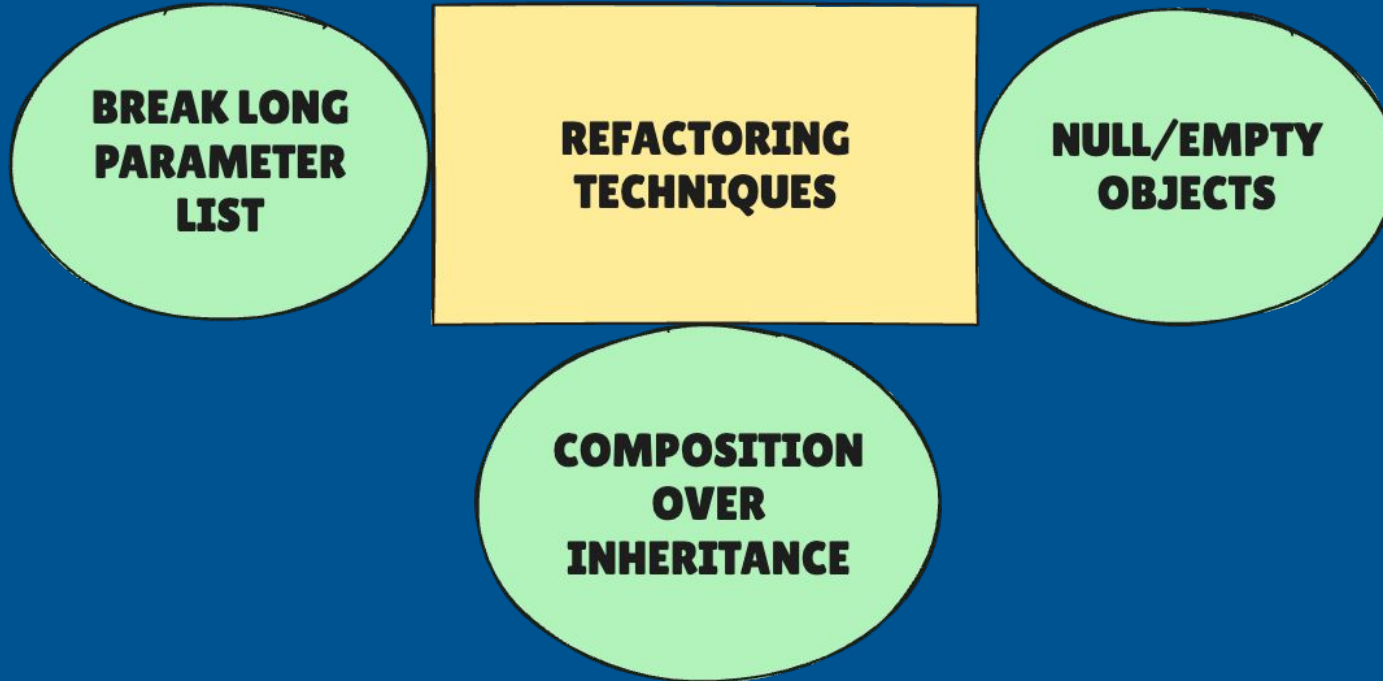 BREAK LONG
PARAMETER
LIST
REFACTORING
TECHNIQUES
NULL/EMPTY
OBJECTS
COMPOSITION
OVER
INHERITANCE